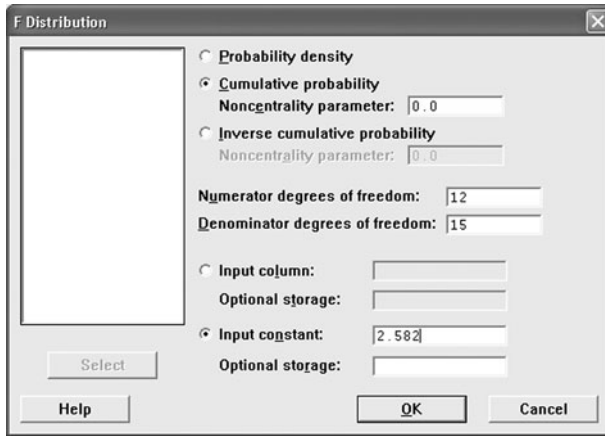 F Distribution
Probability density
Cumulative probability
Noncentrality parameter: 0.0
Inverse cumulative probability
Noncentrality parameter: 0.0
Numerator degrees of freedom: 12
Denominator degrees of freedom: 15
Input column:
Optional storage:
Input constant: 2.582
Optional storage:
Select
Help OK Cancel